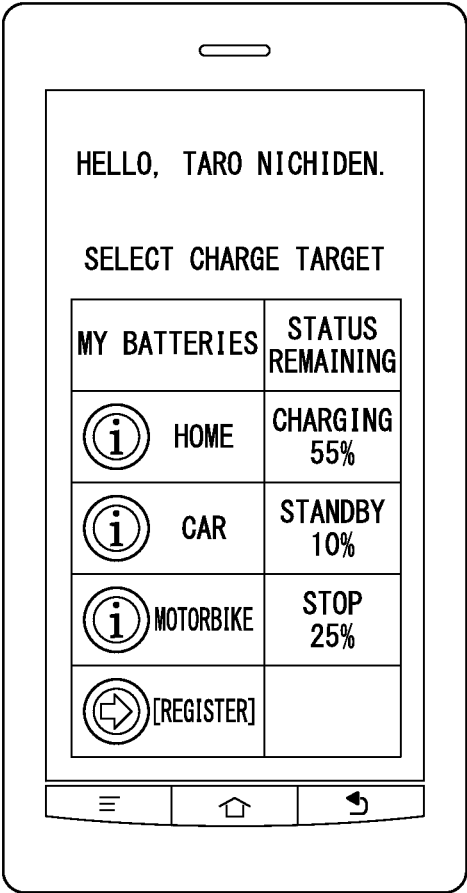 HELLO, TARO NICHIDEN.
SELECT CHARGE TARGET
MY BATTERIES
STATUS
REMAINING
HOME
CHARGING
55%
CAR
STANDBY
10%
MOTORBIKE
STOP
25%
[REGISTER]